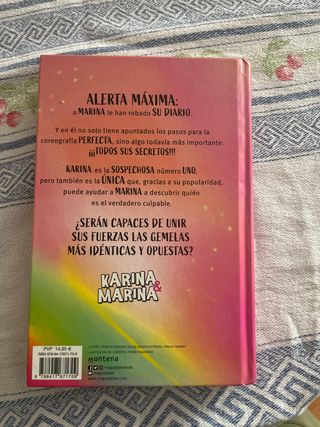 ALERTA MÁXIMA:
a MARINA le han robado SU DIARIO.
Y en él no solo tiene apuntados los pasos para la
coreografía PERFECTA, sino algo todavía más importante:
¡¡¡TODOS SUS SECRETOS!!!
KARINA es la SOSPECHOSA número UNO,
pero también es la ÚNICA que, gracias a su popularidad,
puede ayudar a MARINA a descubrir quién
es el verdadero culpable.
¿SERÁN CAPACES DE UNIR
SUS FUERZAS LAS GEMELAS
MÁS IDÉNTICAS Y OPUESTAS?
KARINA &
MARINA
PVP 14,95 €
Montena